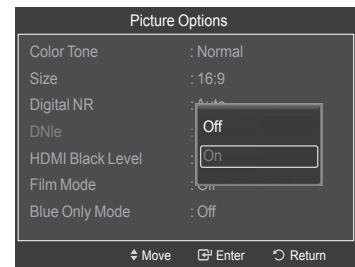 Picture Options
Color Tone : Normal
Size : 16:9
Digital NR :
DNIe :
Off
HDMI Black Level :
On
Film Mode :
Blue Only Mode : Off
Move Enter Return